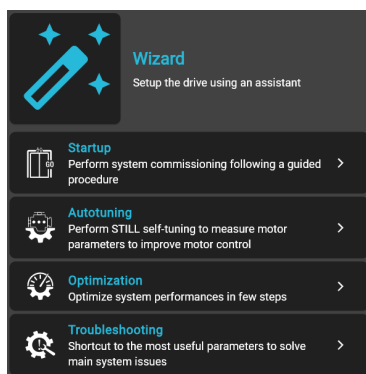 Wizard
Setup the drive using an assistant
Startup
Perform system commissioning following a guided
procedure
Autotuning
Perform STILL self-tuning to measure motor
parameters to improve motor control
Optimization
Optimize system performances in few steps
Troubleshooting
Shortcut to the most useful parameters to solve
main system issues